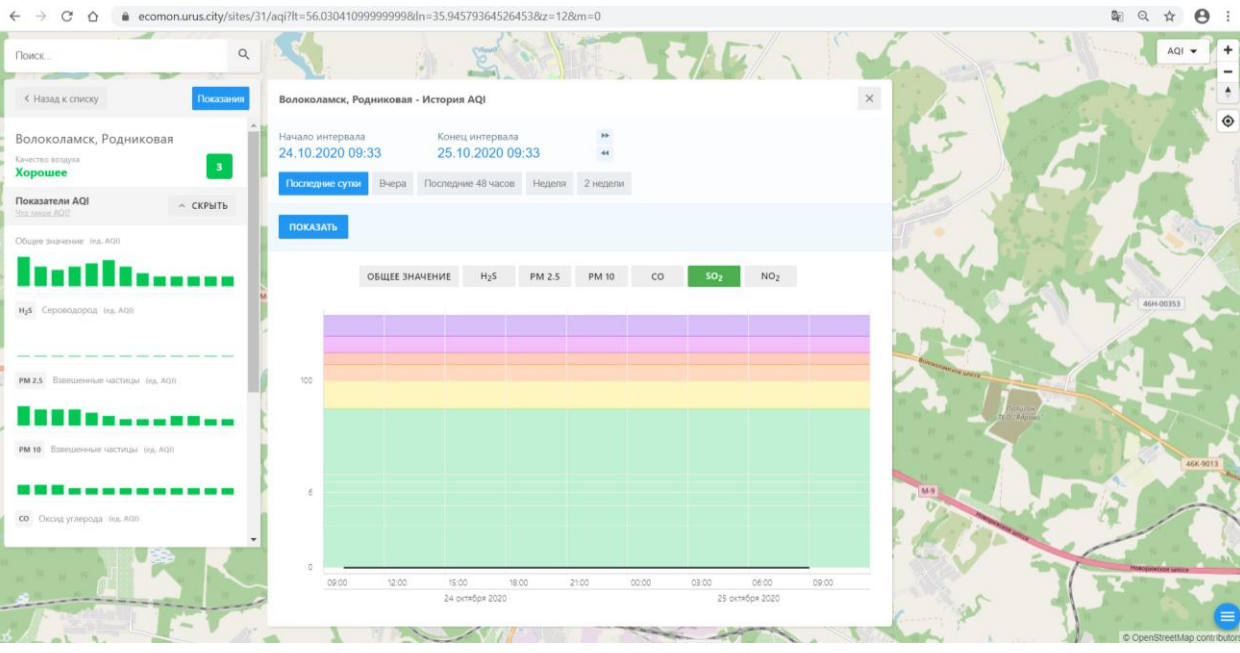 ecomon.urus.city/sites/31/aqi?lt=56.03041099999999&ln=35.94579364526453&z=12&m=0
Поиск...
AQI
Назад к списку
Показания
Волоколамск, Родниковая
Качество воздуха
Хорошее
3
Показатели AQI
Что такое AQI?
СКРЫТЬ
Общее значение (ед. AQI)
H₂S Сероводород (ед. AQI)
PM 2.5 Взвешенные частицы (ед. AQI)
PM 10 Взвешенные частицы (ед. AQI)
CO Оксид углерода (ед. AQI)
Волоколамск, Родниковая - История AQI
Начало интервала
24.10.2020 09:33
Конец интервала
25.10.2020 09:33
Последние сутки Вчера Последние 48 часов Неделя 2 недели
ПОКАЗАТЬ
ОБЩЕЕ ЗНАЧЕНИЕ H₂S PM 2.5 PM 10 CO SO₂ NO₂
100
6
0
09:00 12:00 15:00 18:00 21:00 00:00 03:00 06:00 09:00
24 октября 2020 25 октября 2020
46Н-00353
Волоколамское шоссе
Полигон
ТБО "Ядрово"
46К-9013
М-9
Новорижское шоссе
Новорижское шоссе
© OpenStreetMap contributors